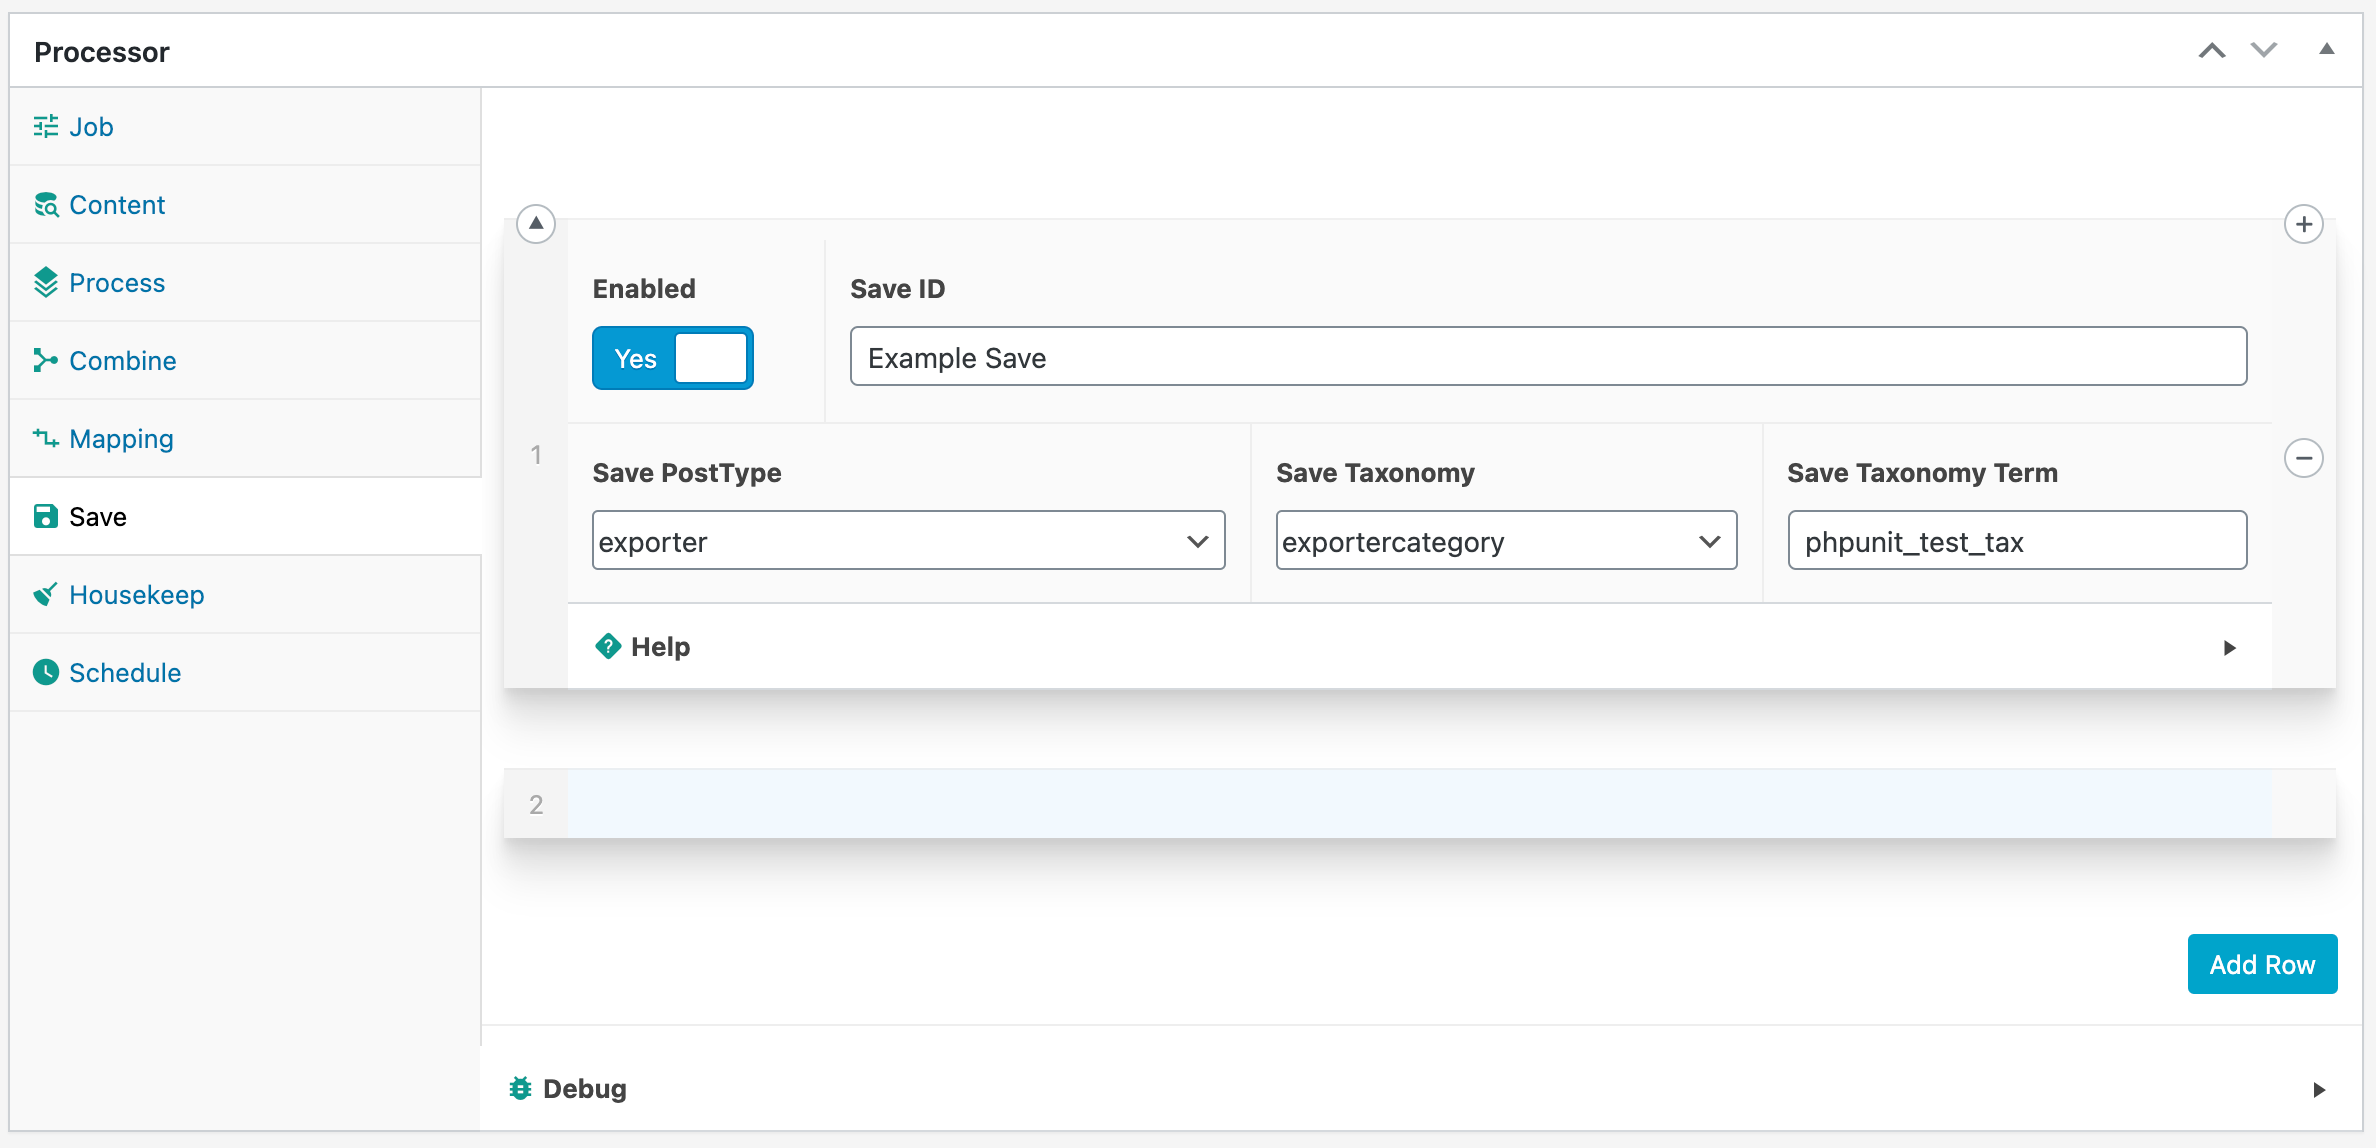 Processor
Job
Content
Process
Combine
Mapping
Save
Housekeep
Schedule
Enabled
Save ID
Yes
Example Save
1
Save PostType
Save Taxonomy
Save Taxonomy Term
exporter
exportercategory
phpunit_test_tax
Help
2
Add Row
Debug